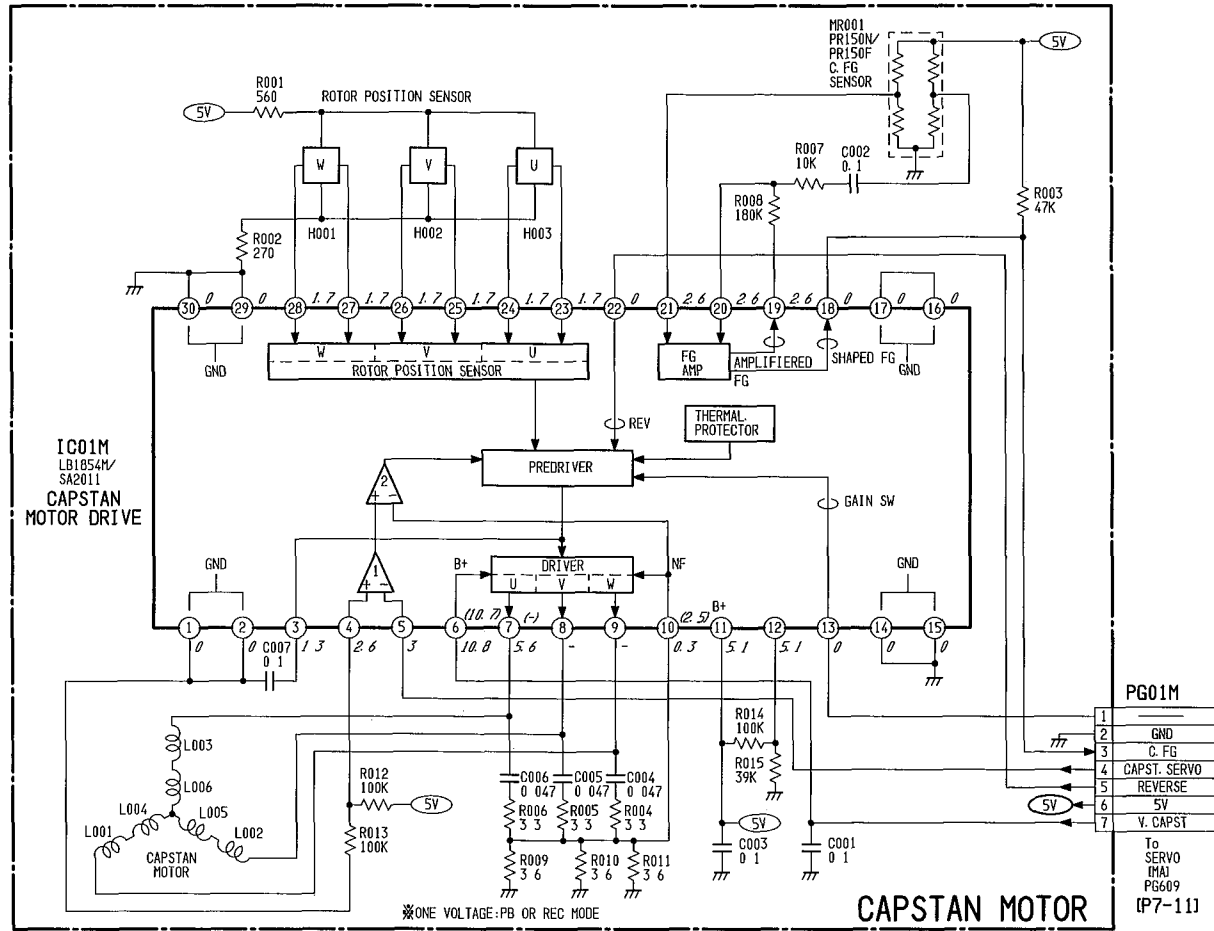 MR001
PR150N/
PR150F
C. FG
SENSOR
5V
R001
560
ROTOR POSITION SENSOR
5V
W
V
U
R007
10K
C002
0. 1
R008
180K
R003
47K
R002
270
H001
H002
H003
30 0 29 0 28 1. 7 27 1. 7 26 1. 7 25 1. 7 24 1. 7 23 1. 7 22 0 21 2. 6 20 2. 6 19 2. 6 18 0 17 0 16 0
GND
W V U
ROTOR POSITION SENSOR
FG
AMP
AMPLIFIERED
FG
SHAPED FG
GND
REV
THERMAL.
PROTECTOR
IC01M
LB1854M/
SA2011
CAPSTAN
MOTOR DRIVE
PREDRIVER
2
+ -
GAIN SW
GND
1
+ -
B+
DRIVER
U V W
NF
GND
(10. 7) (-) (2. 5) B+
1 2 3 4 5 6 7 8 9 10 11 12 13 14 15
0 0 1 3 2. 6 3 10. 8 5. 6 - - 0. 3 5. 1 5. 1 0 0 0
C007
0 1
PG01M
1
2 GND
3 C. FG
4 CAPST. SERVO
5 REVERSE
6 5V
7 V. CAPST
5V
To
SERVO
[MA]
PG609
[P7-11]
R014
100K
R015
39K
L003
L006
L004
L005
L001
L002
CAPSTAN
MOTOR
R012
100K
5V
R013
100K
C006
0 047
C005
0 047
C004
0 047
R006
3 3
R005
3 3
R004
3 3
R009
3 6
R010
3 6
R011
3 6
5V
C003
0 1
C001
0 1
※ONE VOLTAGE:PB OR REC MODE
CAPSTAN MOTOR